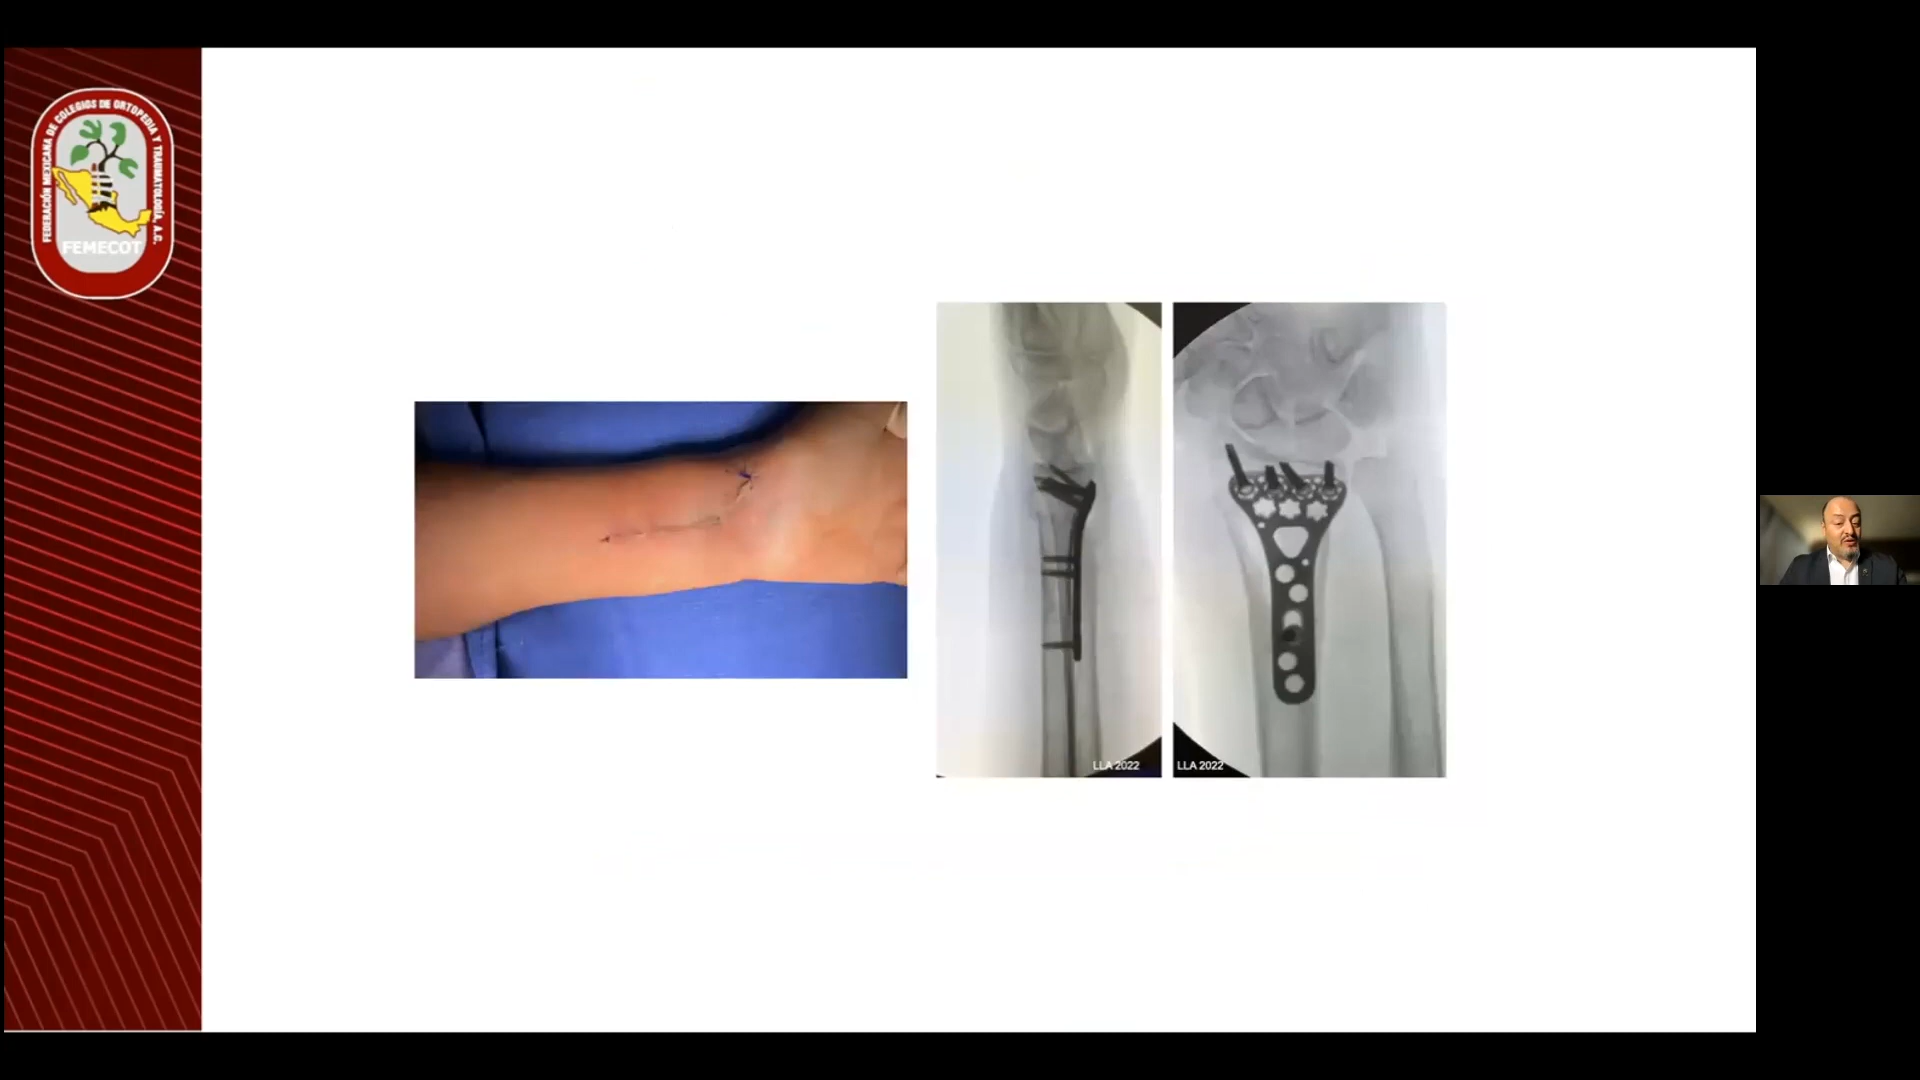 FEDERACIÓN MEXICANA DE COLEGIOS DE ORTOPEDIA Y TRAUMATOLOGÍA, A.C.
FEMECOT
LLA 2022
LLA 2022